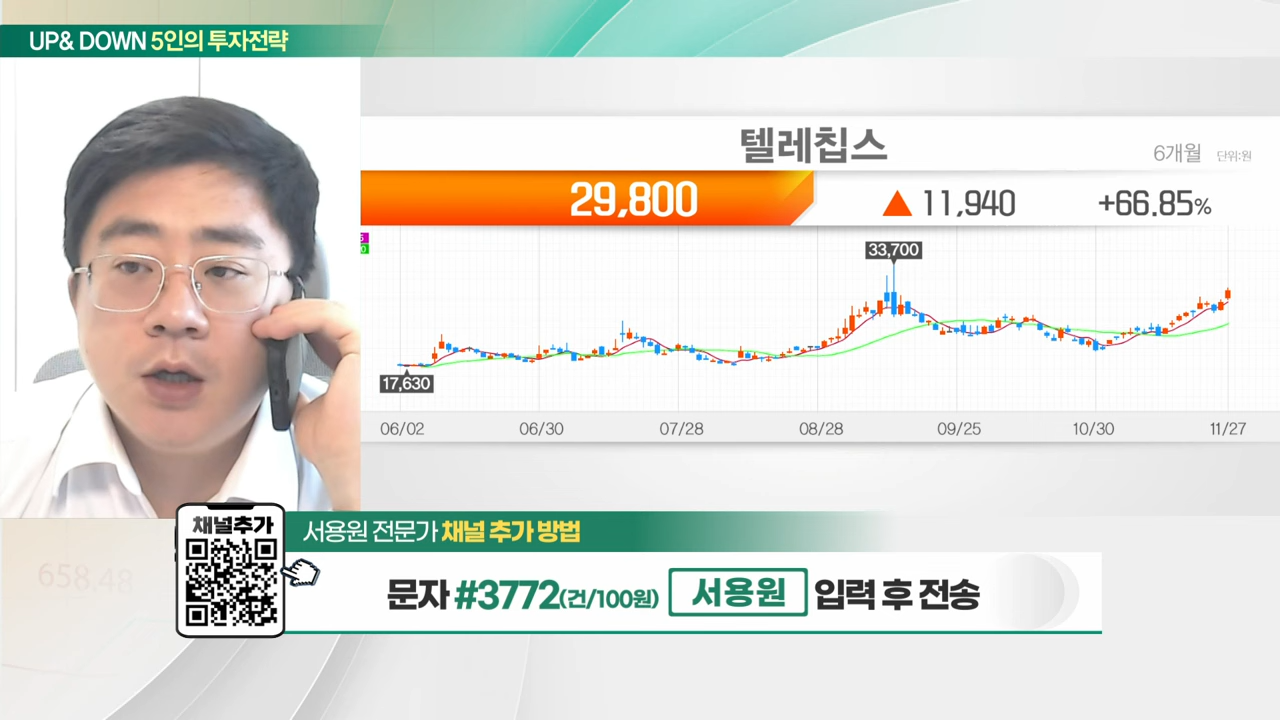 UP& DOWN 5인의 투자전략
텔레칩스
6개월 단위:원
29,800 ▲ 11,940 +66.85%
33,700
17,630
06/02 06/30 07/28 08/28 09/25 10/30 11/27
채널추가
서용원 전문가 채널 추가 방법
문자 #3772(건/100원) 서용원 입력 후 전송
658.48